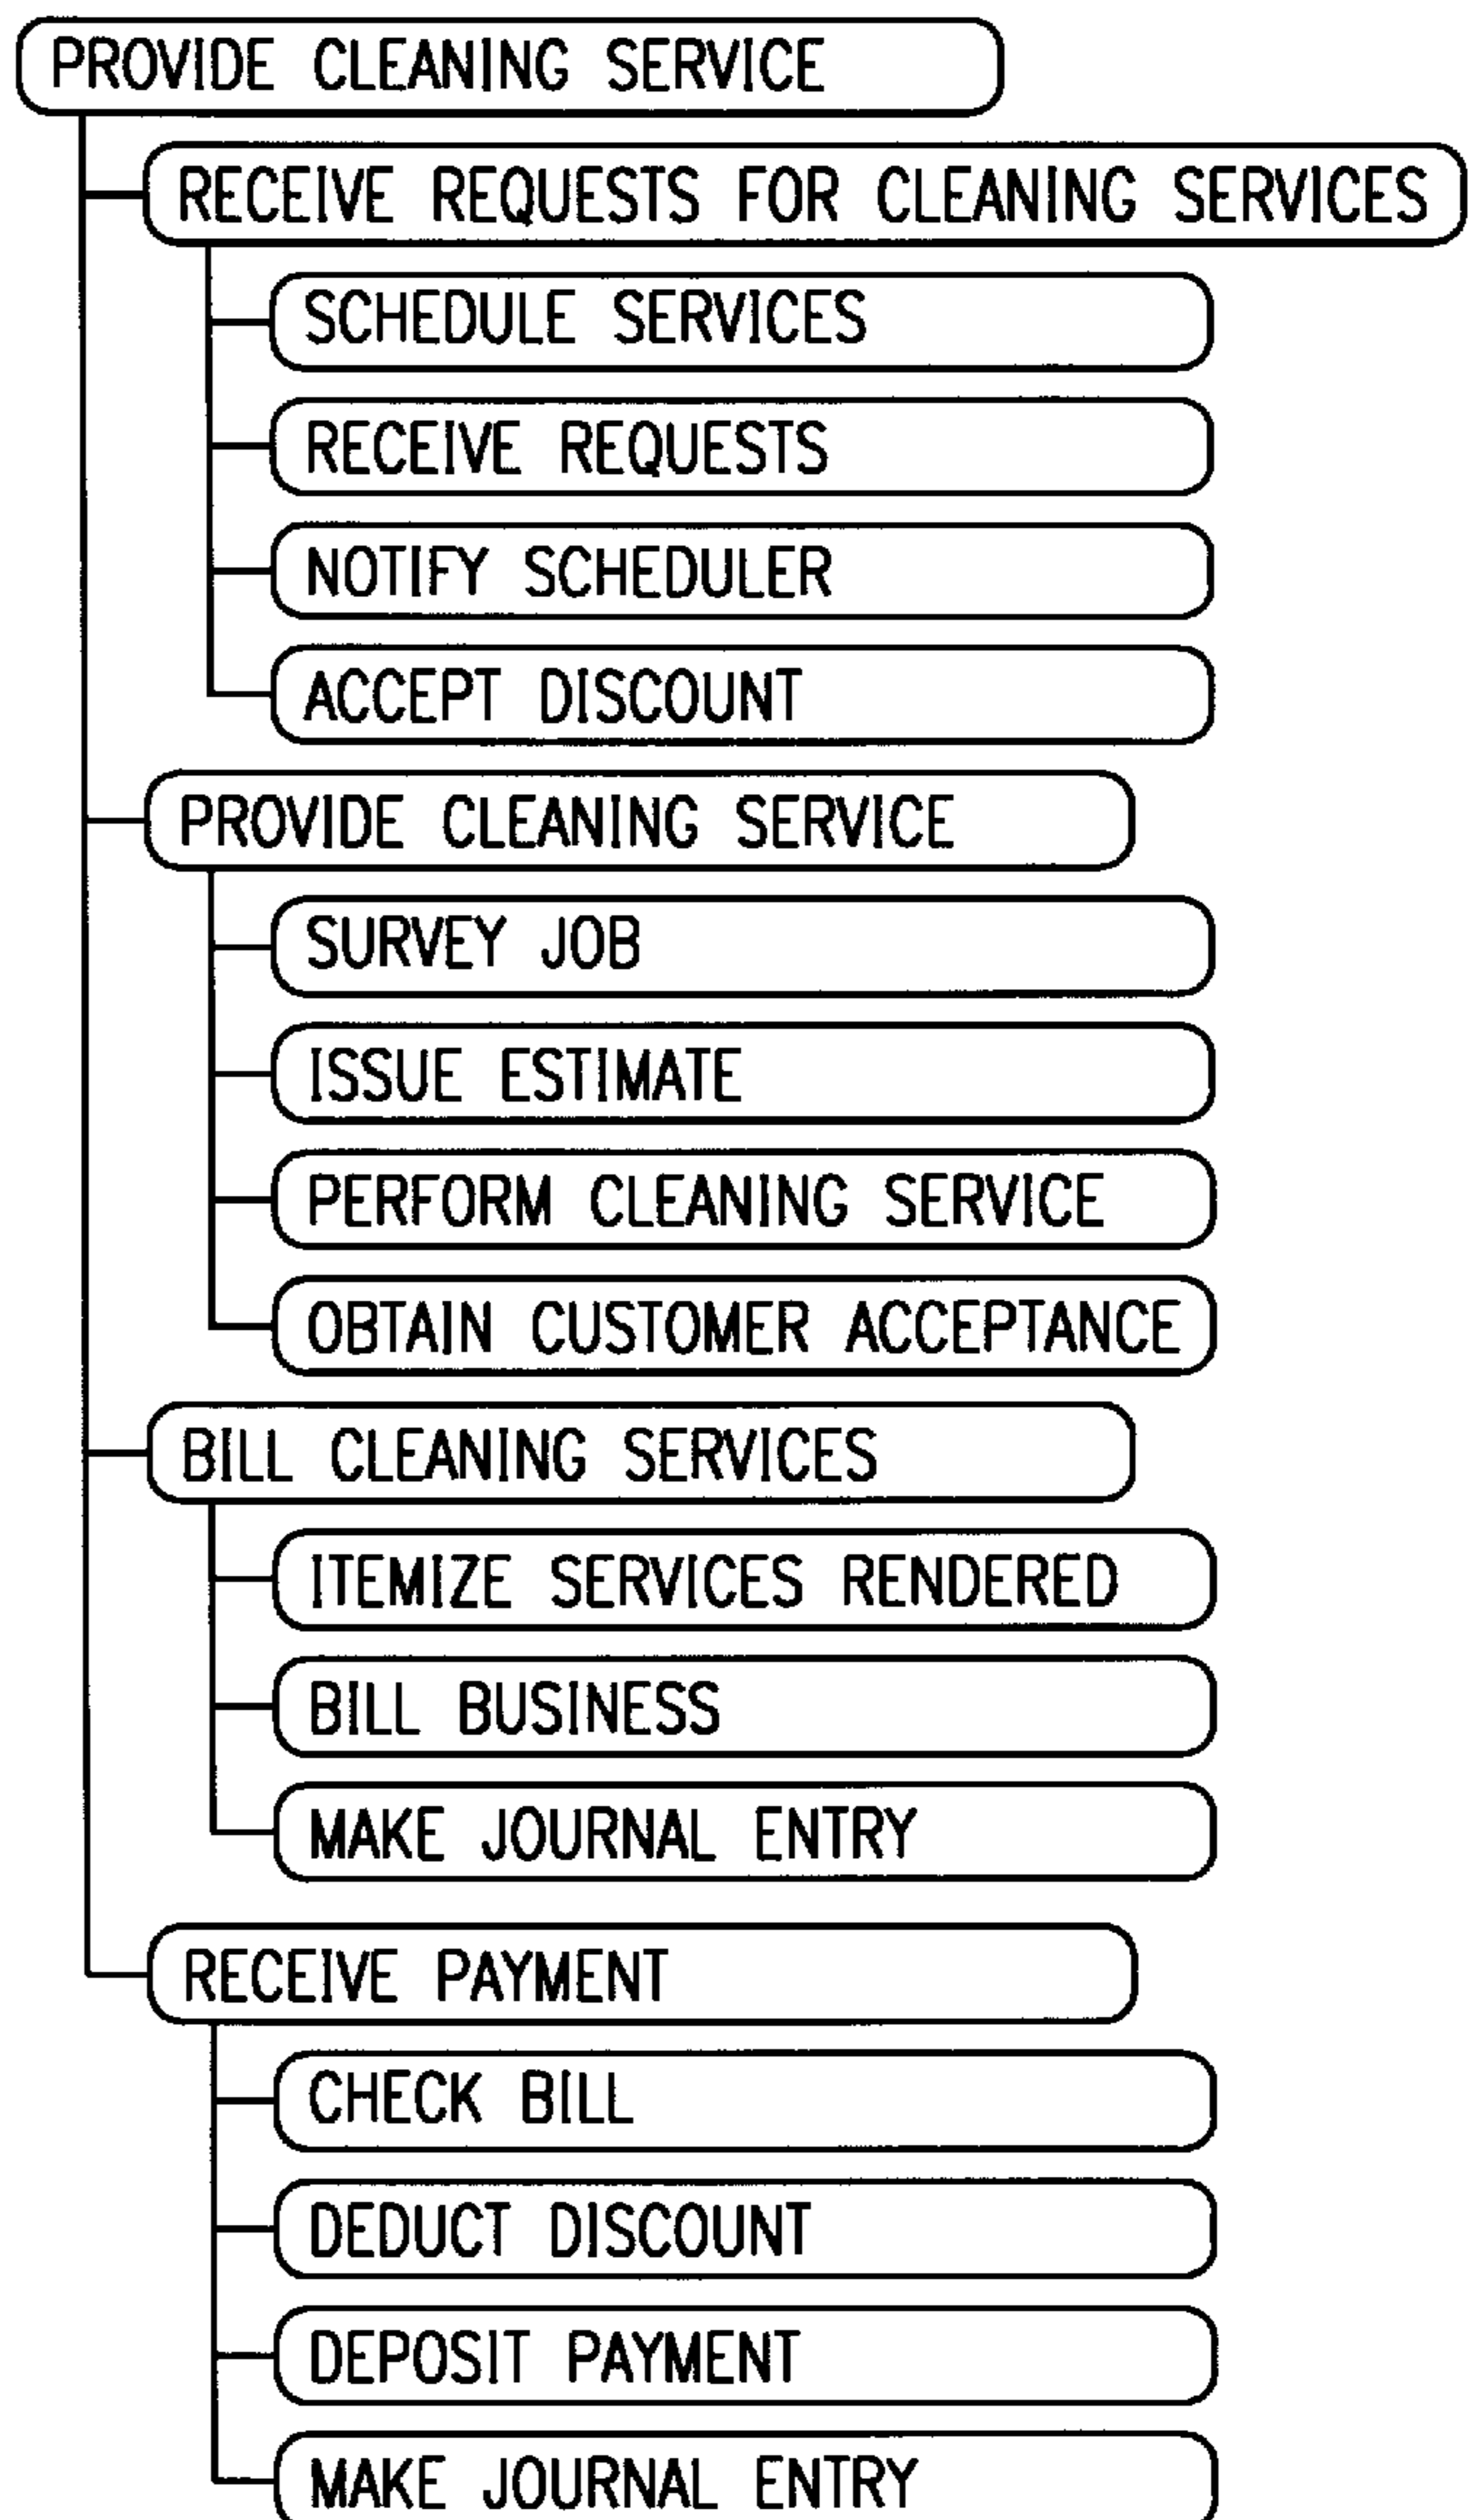 PROVIDE CLEANING SERVICE
RECEIVE REQUESTS FOR CLEANING SERVICES
SCHEDULE SERVICES
RECEIVE REQUESTS
NOTIFY SCHEDULER
ACCEPT DISCOUNT
PROVIDE CLEANING SERVICE
SURVEY JOB
ISSUE ESTIMATE
PERFORM CLEANING SERVICE
OBTAIN CUSTOMER ACCEPTANCE
BILL CLEANING SERVICES
ITEMIZE SERVICES RENDERED
BILL BUSINESS
MAKE JOURNAL ENTRY
RECEIVE PAYMENT
CHECK BILL
DEDUCT DISCOUNT
DEPOSIT PAYMENT
MAKE JOURNAL ENTRY